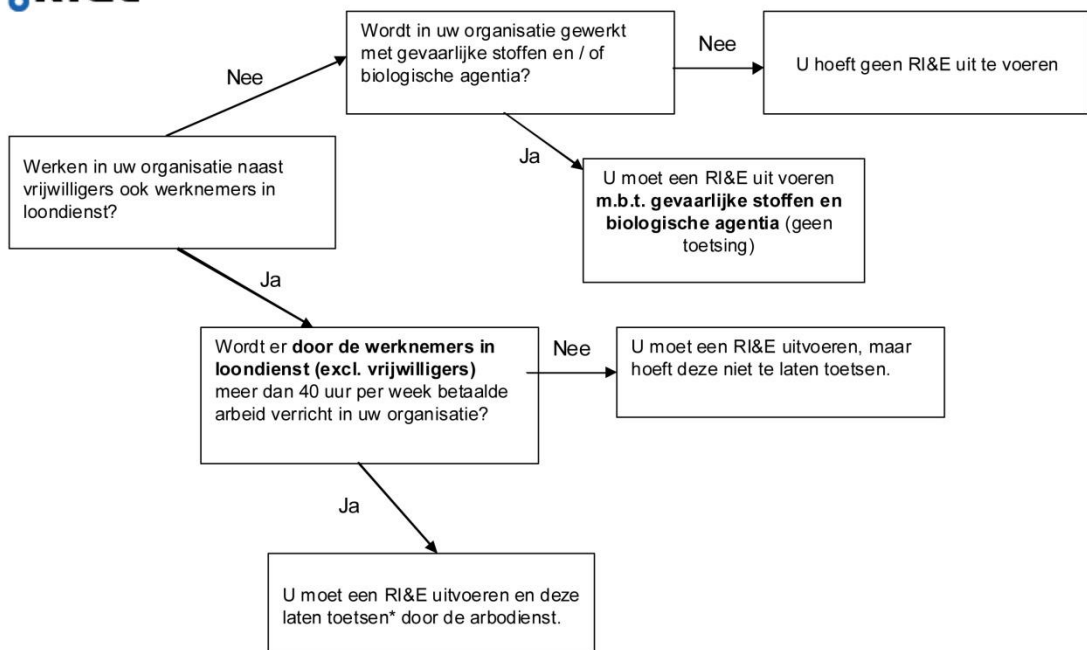 Wordt in uw organisatie gewerkt
met gevaarlijke stoffen en / of
biologische agentia?
Nee
U hoeft geen RI&E uit te voeren
Nee
Ja
Werken in uw organisatie naast
vrijwilligers ook werknemers in
loondienst?
U moet een RI&E uit voeren
m.b.t. gevaarlijke stoffen en
biologische agentia (geen
toetsing)
Ja
Wordt er door de werknemers in
loondienst (excl. vrijwilligers)
meer dan 40 uur per week betaalde
arbeid verricht in uw organisatie?
Nee
U moet een RI&E uitvoeren, maar
hoeft deze niet te laten toetsen.
Ja
U moet een RI&E uitvoeren en deze
laten toetsen* door de arbodienst.